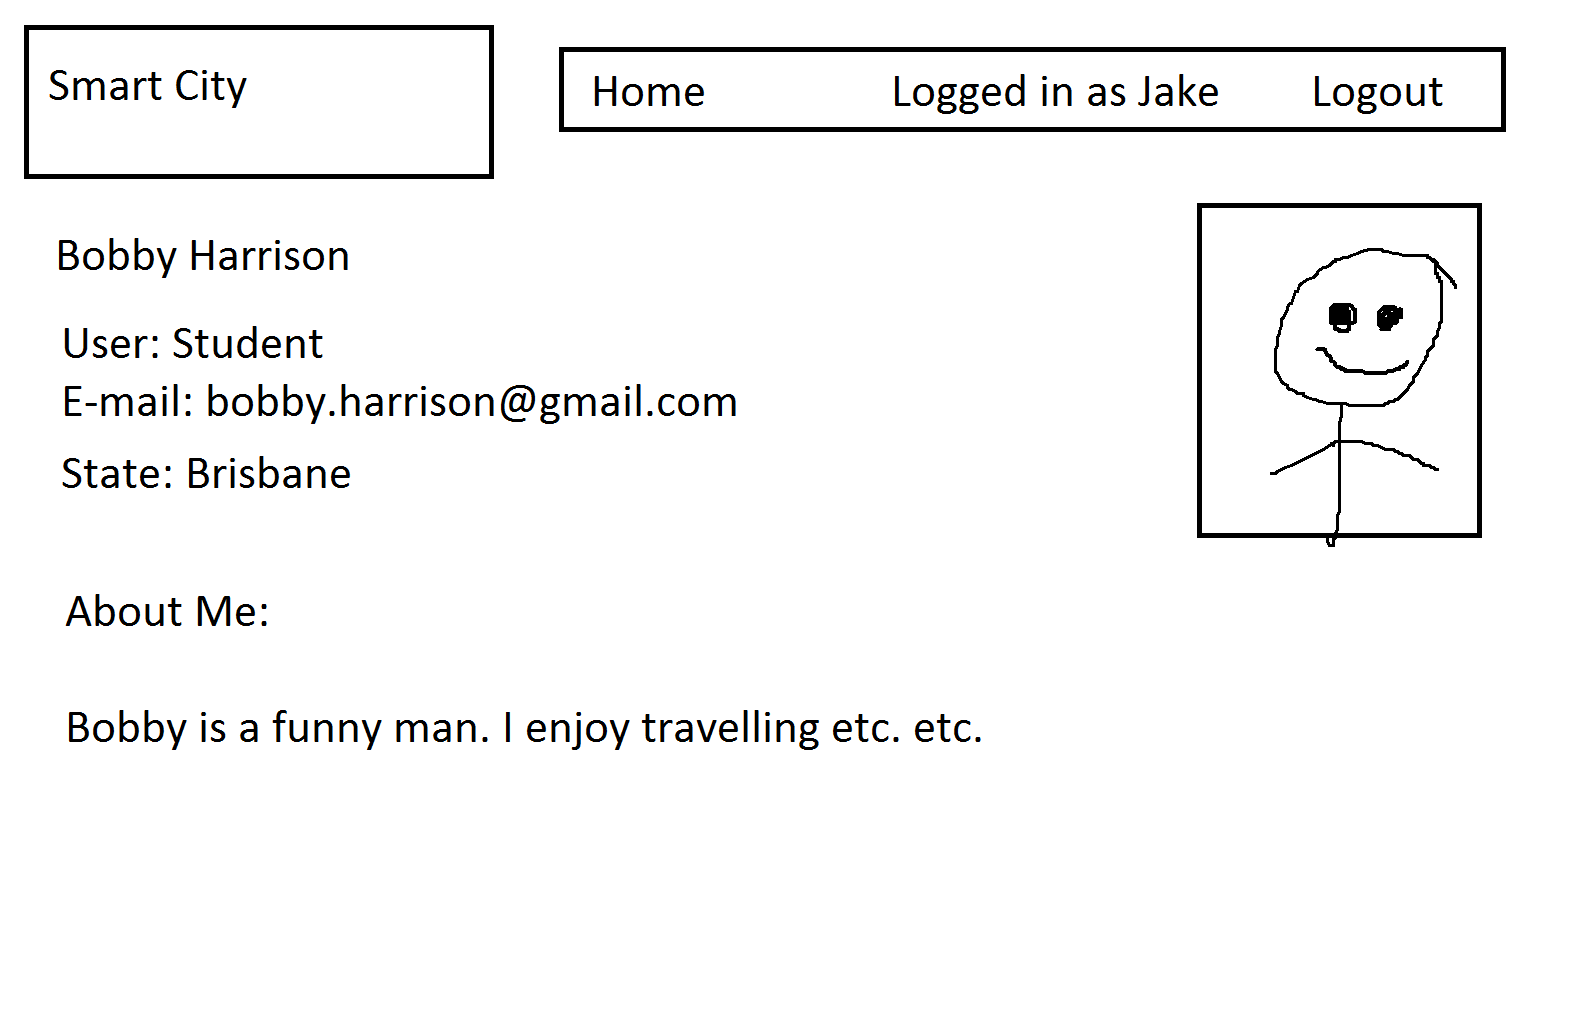 Smart City
Home Logged in as Jake Logout
Bobby Harrison
User: Student
E-mail: bobby.harrison@gmail.com
State: Brisbane
About Me:
Bobby is a funny man. I enjoy travelling etc. etc.